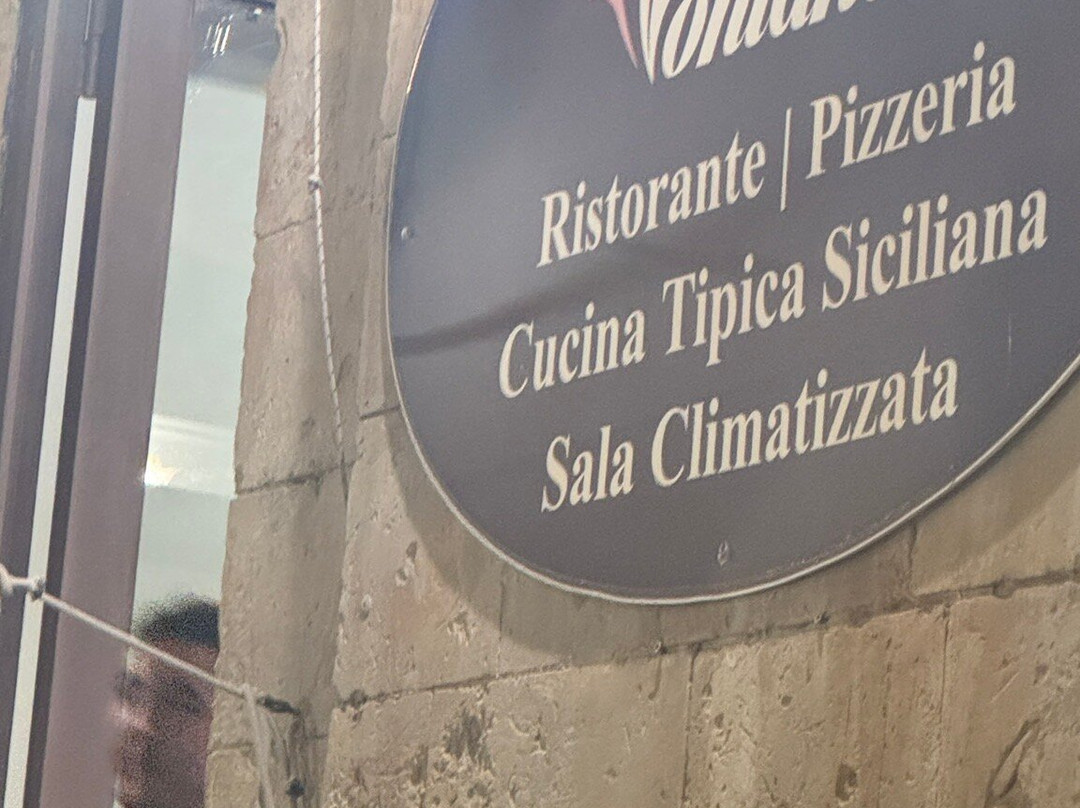 Ristorante | Pizzeria
Cucina Tipica Siciliana
Sala Climatizzata